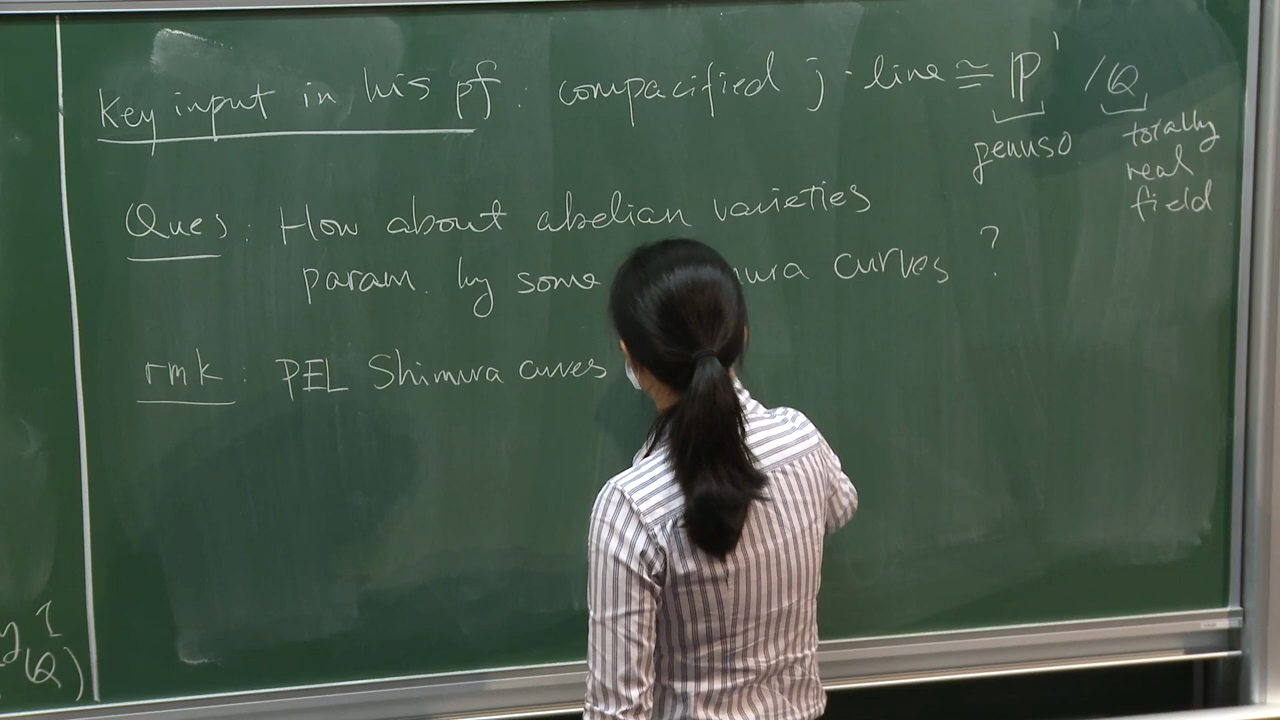 Key input in his pf: compacified j-line ≅ ℙ¹ /ℚ
genus 0
totally
real
field
Ques: How about abelian varieties
param. by some mura curves ?
rmk: PEL Shimura curves
y 1
(ℚ)